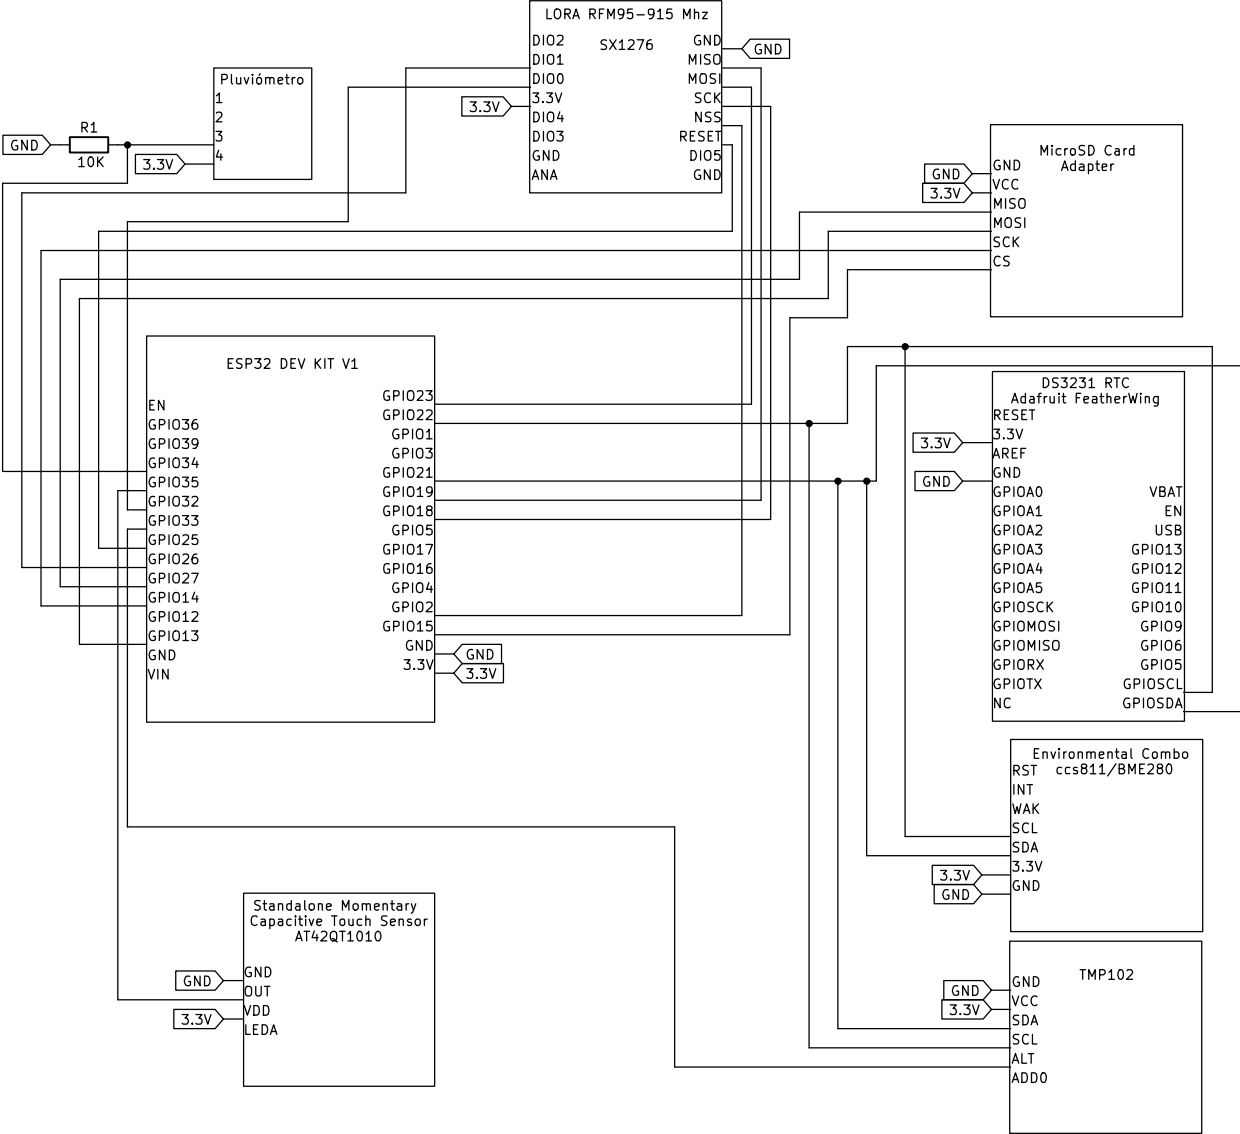 LORA RFM95-915 Mhz
SX1276
DIO2
DIO1
DIO0
3.3V
DIO4
DIO3
GND
ANA
GND
MISO
MOSI
SCK
NSS
RESET
DIO5
GND
GND
3.3V
Pluviómetro
1
2
3
4
GND
R1
10K
3.3V
MicroSD Card
Adapter
GND
VCC
MISO
MOSI
SCK
CS
GND
3.3V
ESP32 DEV KIT V1
EN
GPIO36
GPIO39
GPIO34
GPIO35
GPIO32
GPIO33
GPIO25
GPIO26
GPIO27
GPIO14
GPIO12
GPIO13
GND
VIN
GPIO23
GPIO22
GPIO1
GPIO3
GPIO21
GPIO19
GPIO18
GPIO5
GPIO17
GPIO16
GPIO4
GPIO2
GPIO15
GND
3.3V
GND
3.3V
DS3231 RTC
Adafruit FeatherWing
RESET
3.3V
AREF
GND
GPIOA0
GPIOA1
GPIOA2
GPIOA3
GPIOA4
GPIOA5
GPIOSCK
GPIOMOSI
GPIOMISO
GPIORX
GPIOTX
NC
VBAT
EN
USB
GPIO13
GPIO12
GPIO11
GPIO10
GPIO9
GPIO6
GPIO5
GPIOSCL
GPIOSDA
3.3V
GND
Environmental Combo
ccs811/BME280
RST
INT
WAK
SCL
SDA
3.3V
GND
3.3V
GND
Standalone Momentary
Capacitive Touch Sensor
AT42QT1010
GND
OUT
VDD
LEDA
GND
3.3V
TMP102
GND
VCC
SDA
SCL
ALT
ADD0
GND
3.3V